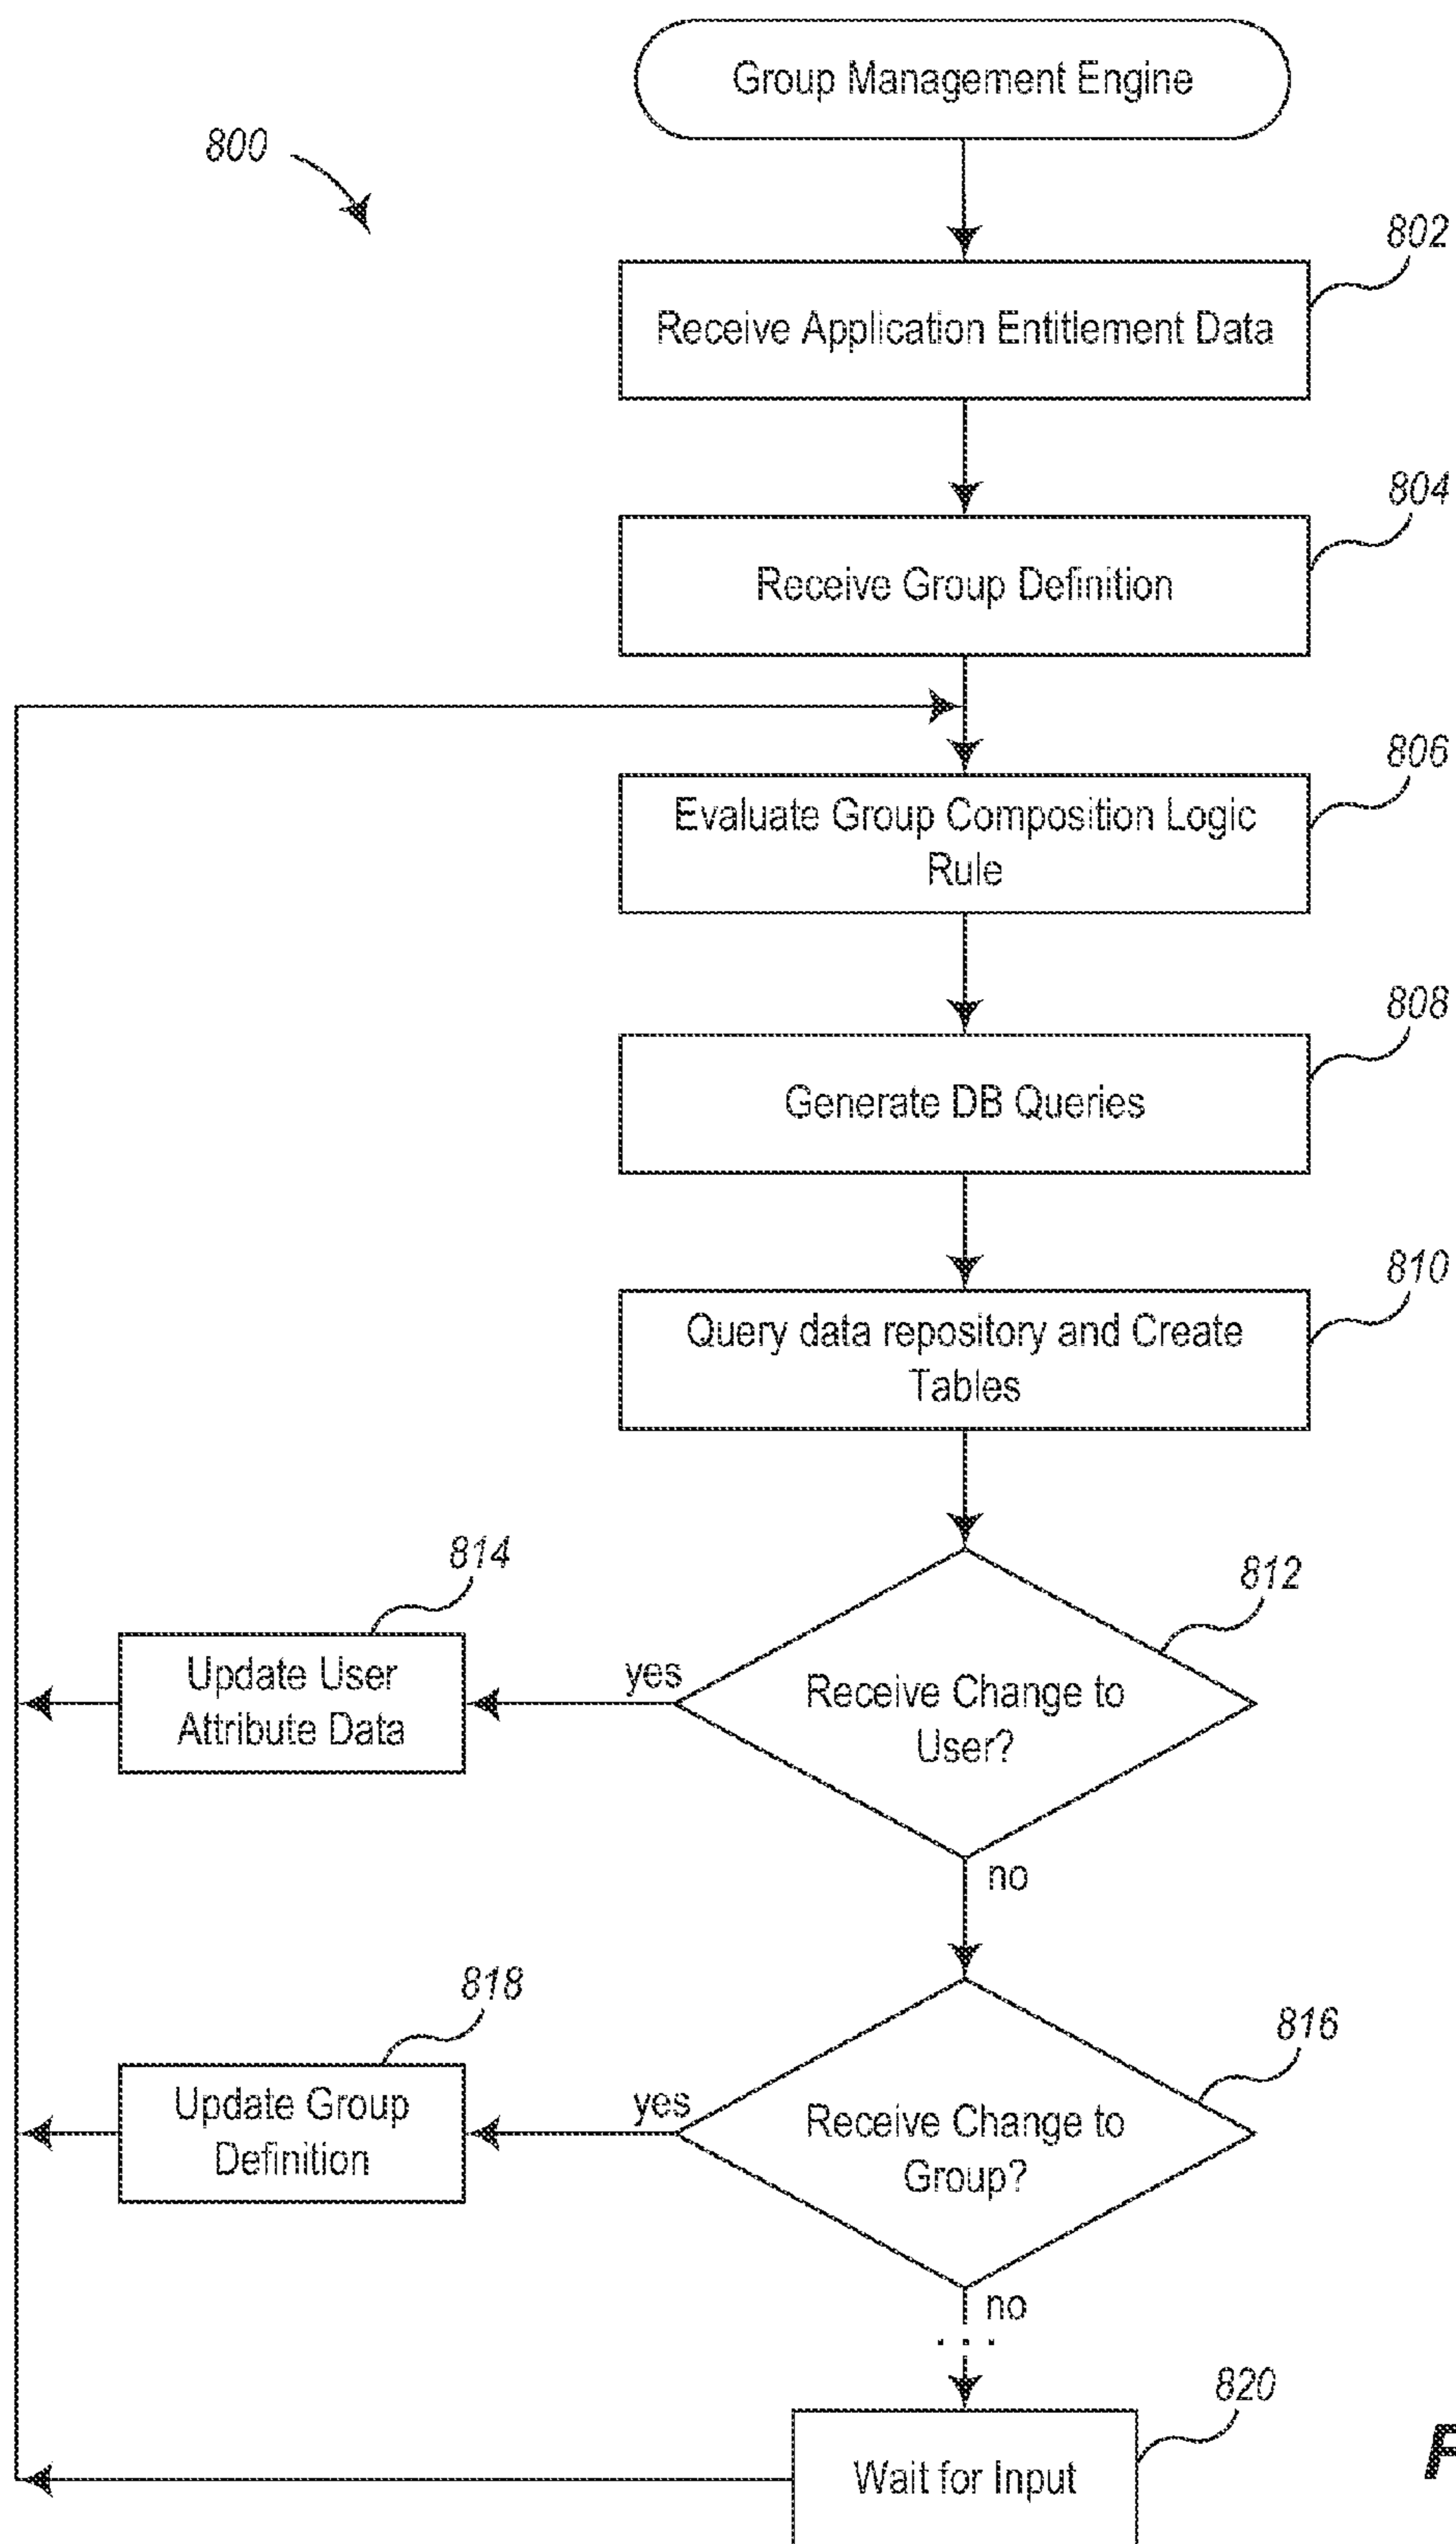 Group Management Engine
800
802
Receive Application Entitlement Data
804
Receive Group Definition
806
Evaluate Group Composition Logic
Rule
808
Generate DB Queries
810
Query data repository and Create
Tables
814
812
Update User
Attribute Data
yes
Receive Change to
User?
no
818
816
Update Group
Definition
yes
Receive Change to
Group?
no
...
820
Wait for Input